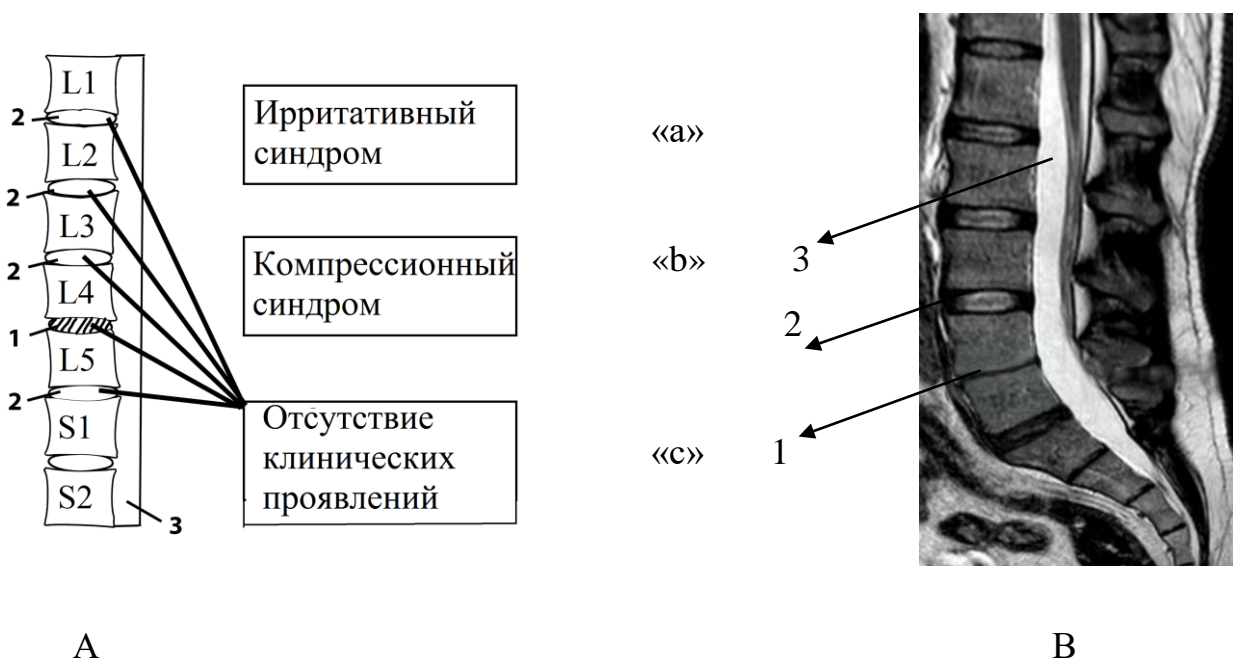 L1
2
L2
2
L3
2
L4
1
L5
2
S1
S2
3
Ирритативный
синдром
Компрессионный
синдром
Отсутствие
клинических
проявлений
«a»
«b»
«c»
3
2
1
A
B